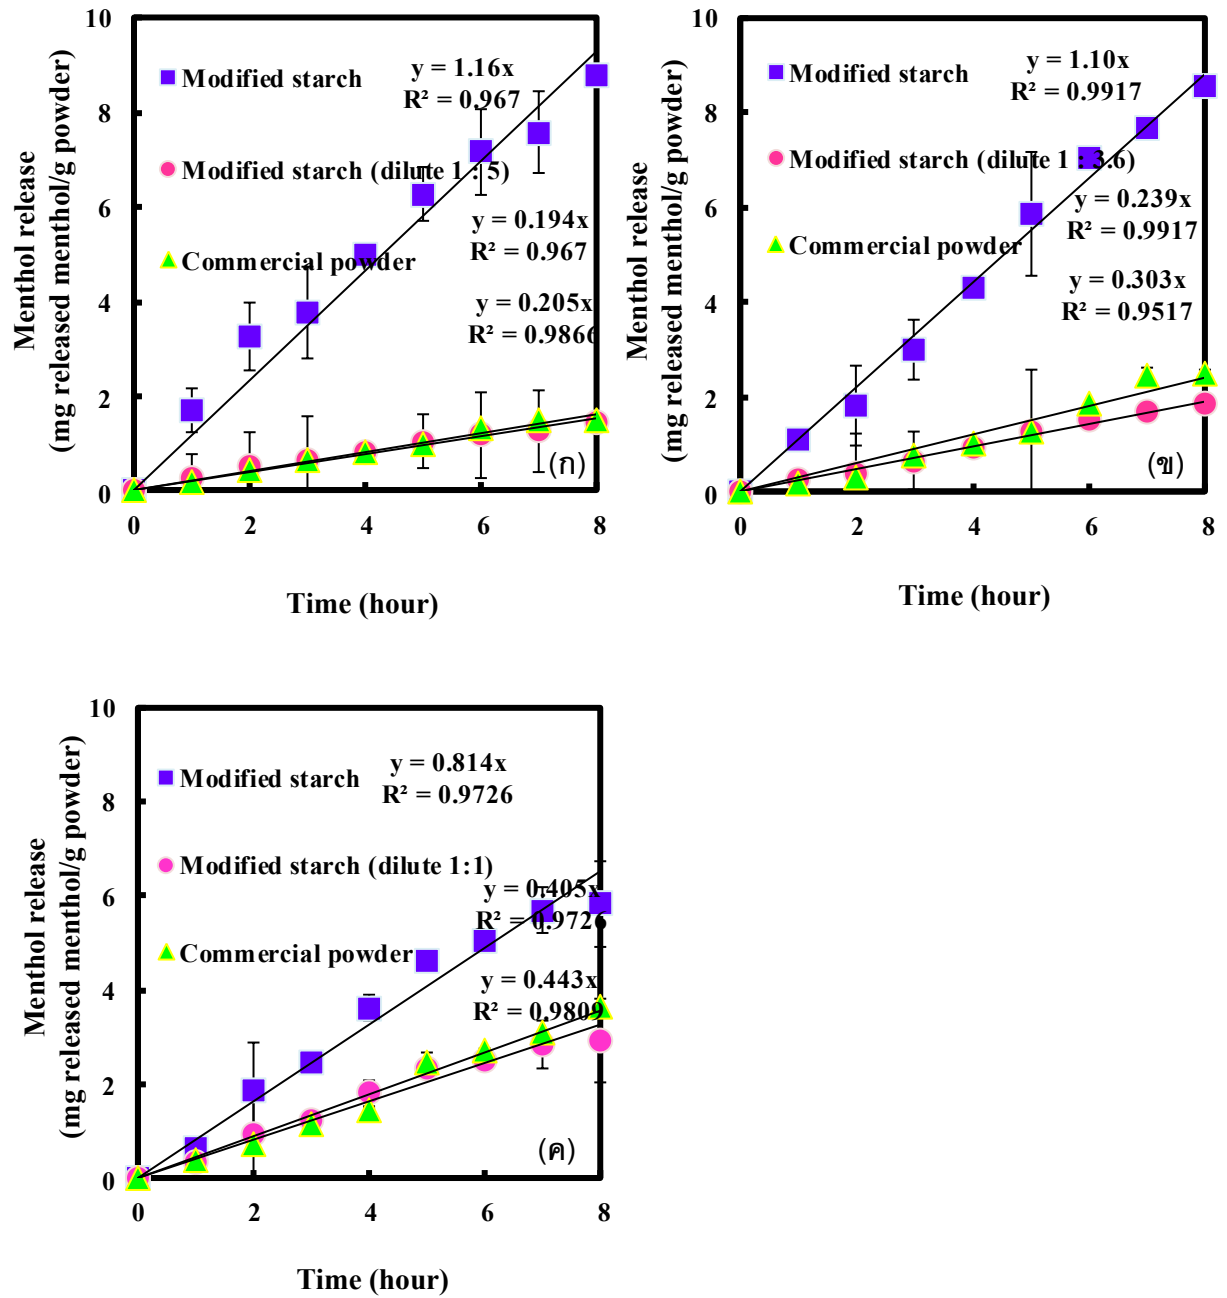 Menthol release
(mg released menthol/g powder)
10
8
6
4
2
0
Modified starch
Modified starch (dilute 1 : 5)
Commercial powder
y = 1.16x
R² = 0.967
y = 0.194x
R² = 0.967
y = 0.205x
R² = 0.9866
(ก)
0 2 4 6 8
Time (hour)
Menthol release
(mg released menthol/g powder)
10
8
6
4
2
0
Modified starch
Modified starch (dilute 1 : 3.6)
Commercial powder
y = 1.10x
R² = 0.9917
y = 0.239x
R² = 0.9917
y = 0.303x
R² = 0.9517
(ข)
0 2 4 6 8
Time (hour)
Menthol release
(mg released menthol/g powder)
10
8
6
4
2
0
Modified starch
Modified starch (dilute 1:1)
Commercial powder
y = 0.814x
R² = 0.9726
y = 0.405x
R² = 0.9726
y = 0.443x
R² = 0.9809
(ค)
0 2 4 6 8
Time (hour)